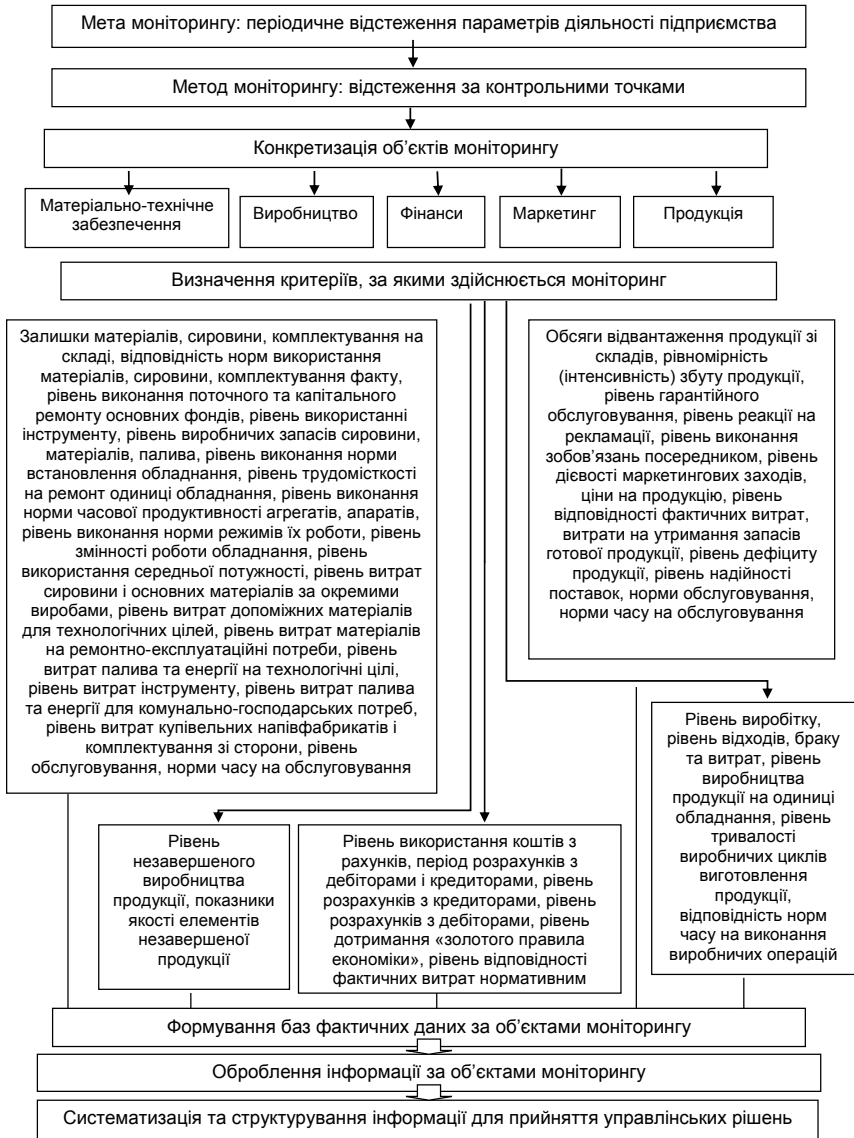 Мета моніторингу: періодичне відстеження параметрів діяльності підприємства
Метод моніторингу: відстеження за контрольними точками
Конкретизація об’єктів моніторингу
Матеріально-технічне
забезпечення
Виробництво
Фінанси
Маркетинг
Продукція
Визначення критеріїв, за якими здійснюється моніторинг
Залишки матеріалів, сировини, комплектування на
складі, відповідність норм використання
матеріалів, сировини, комплектування факту,
рівень виконання поточного та капітального
ремонту основних фондів, рівень використанні
інструменту, рівень виробничих запасів сировини,
матеріалів, палива, рівень виконання норми
встановлення обладнання, рівень трудомісткості
на ремонт одиниці обладнання, рівень виконання
норми часової продуктивності агрегатів, апаратів,
рівень виконання норми режимів їх роботи, рівень
змінності роботи обладнання, рівень
використання середньої потужності, рівень витрат
сировини і основних матеріалів за окремими
виробами, рівень витрат допоміжних матеріалів
для технологічних цілей, рівень витрат матеріалів
на ремонтно-експлуатаційні потреби, рівень
витрат палива та енергії на технологічні цілі,
рівень витрат інструменту, рівень витрат палива
та енергії для комунально-господарських потреб,
рівень витрат купівельних напівфабрикатів і
комплектування зі сторони, рівень
обслуговування, норми часу на обслуговування
Обсяги відвантаження продукції зі
складів, рівномірність
(інтенсивність) збуту продукції,
рівень гарантійного
обслуговування, рівень реакції на
рекламації, рівень виконання
зобов’язань посередником, рівень
дієвості маркетингових заходів,
ціни на продукцію, рівень
відповідності фактичних витрат,
витрати на утримання запасів
готової продукції, рівень дефіциту
продукції, рівень надійності
поставок, норми обслуговування,
норми часу на обслуговування
Рівень
незавершеного
виробництва
продукції, показники
якості елементів
незавершеної
продукції
Рівень використання коштів з
рахунків, період розрахунків з
дебіторами і кредиторами, рівень
розрахунків з кредиторами, рівень
розрахунків з дебіторами, рівень
дотримання «золотого правила
економіки», рівень відповідності
фактичних витрат нормативним
Рівень виробітку,
рівень відходів, браку
та витрат, рівень
виробництва
продукції на одиниці
обладнання, рівень
тривалості
виробничих циклів
виготовлення
продукції,
відповідність норм
часу на виконання
виробничих операцій
Формування баз фактичних даних за об’єктами моніторингу
Оброблення інформації за об’єктами моніторингу
Систематизація та структурування інформації для прийняття управлінських рішень